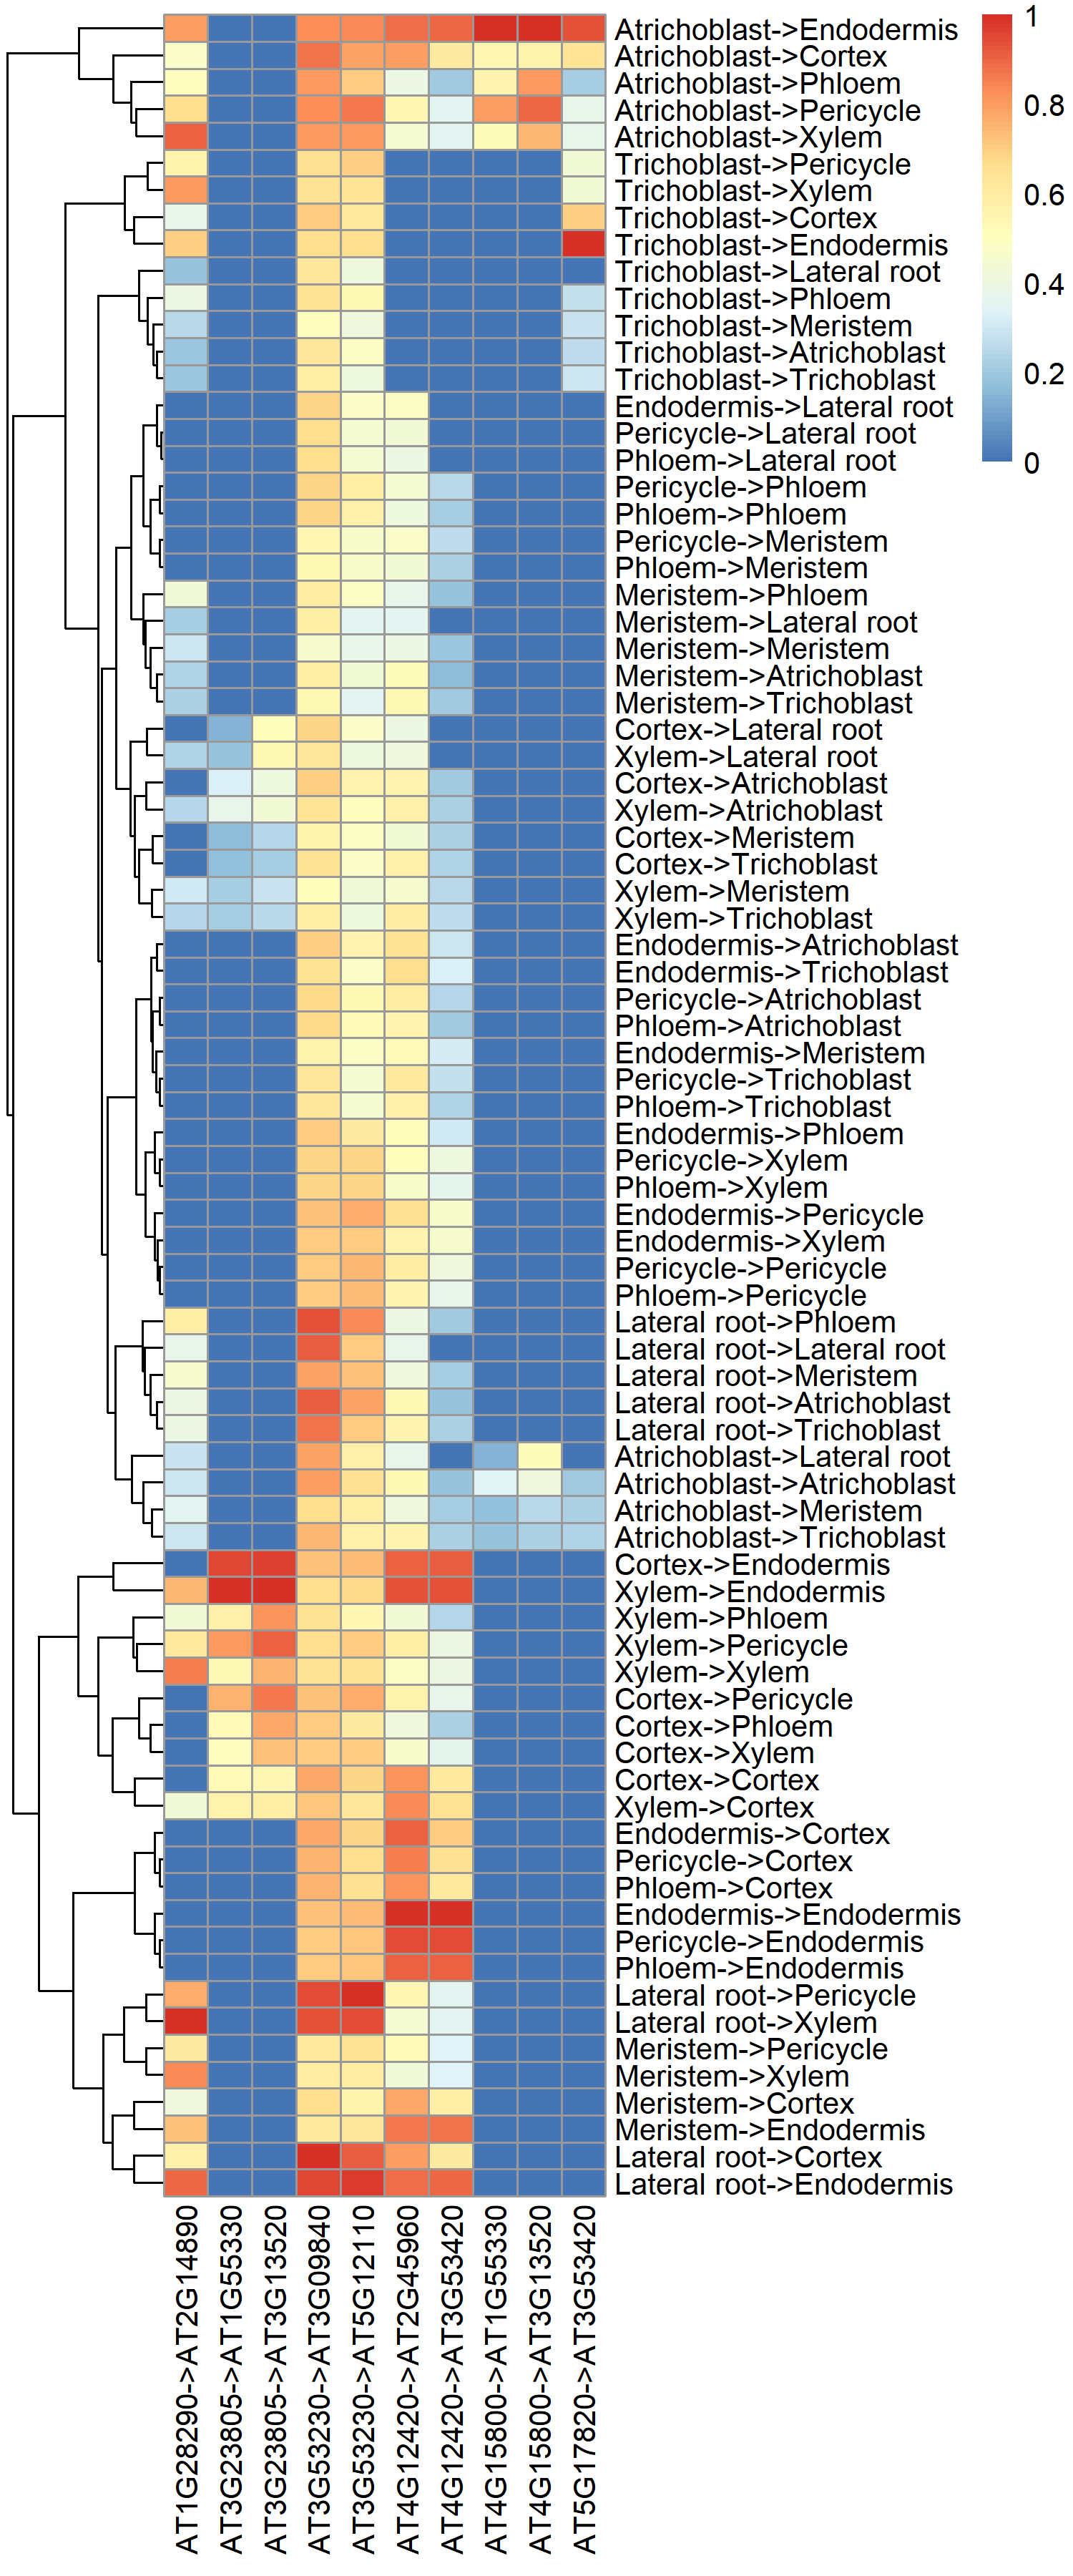 Atrichoblast->Endodermis
Atrichoblast->Cortex
Atrichoblast->Phloem
Atrichoblast->Pericycle
Atrichoblast->Xylem
Trichoblast->Pericycle
Trichoblast->Xylem
Trichoblast->Cortex
Trichoblast->Endodermis
Trichoblast->Lateral root
Trichoblast->Phloem
Trichoblast->Meristem
Trichoblast->Atrichoblast
Trichoblast->Trichoblast
Endodermis->Lateral root
Pericycle->Lateral root
Phloem->Lateral root
Pericycle->Phloem
Phloem->Phloem
Pericycle->Meristem
Phloem->Meristem
Meristem->Phloem
Meristem->Lateral root
Meristem->Meristem
Meristem->Atrichoblast
Meristem->Trichoblast
Cortex->Lateral root
Xylem->Lateral root
Cortex->Atrichoblast
Xylem->Atrichoblast
Cortex->Meristem
Cortex->Trichoblast
Xylem->Meristem
Xylem->Trichoblast
Endodermis->Atrichoblast
Endodermis->Trichoblast
Pericycle->Atrichoblast
Phloem->Atrichoblast
Endodermis->Meristem
Pericycle->Trichoblast
Phloem->Trichoblast
Endodermis->Phloem
Pericycle->Xylem
Phloem->Xylem
Endodermis->Pericycle
Endodermis->Xylem
Pericycle->Pericycle
Phloem->Pericycle
Lateral root->Phloem
Lateral root->Lateral root
Lateral root->Meristem
Lateral root->Atrichoblast
Lateral root->Trichoblast
Atrichoblast->Lateral root
Atrichoblast->Atrichoblast
Atrichoblast->Meristem
Atrichoblast->Trichoblast
Cortex->Endodermis
Xylem->Endodermis
Xylem->Phloem
Xylem->Pericycle
Xylem->Xylem
Cortex->Pericycle
Cortex->Phloem
Cortex->Xylem
Cortex->Cortex
Xylem->Cortex
Endodermis->Cortex
Pericycle->Cortex
Phloem->Cortex
Endodermis->Endodermis
Pericycle->Endodermis
Phloem->Endodermis
Lateral root->Pericycle
Lateral root->Xylem
Meristem->Pericycle
Meristem->Xylem
Meristem->Cortex
Meristem->Endodermis
Lateral root->Cortex
Lateral root->Endodermis
1
0.8
0.6
0.4
0.2
0
AT1G28290->AT2G14890
AT3G23805->AT1G55330
AT3G23805->AT3G13520
AT3G53230->AT3G09840
AT3G53230->AT5G12110
AT4G12420->AT2G45960
AT4G12420->AT3G53420
AT4G15800->AT1G55330
AT4G15800->AT3G13520
AT5G17820->AT3G53420